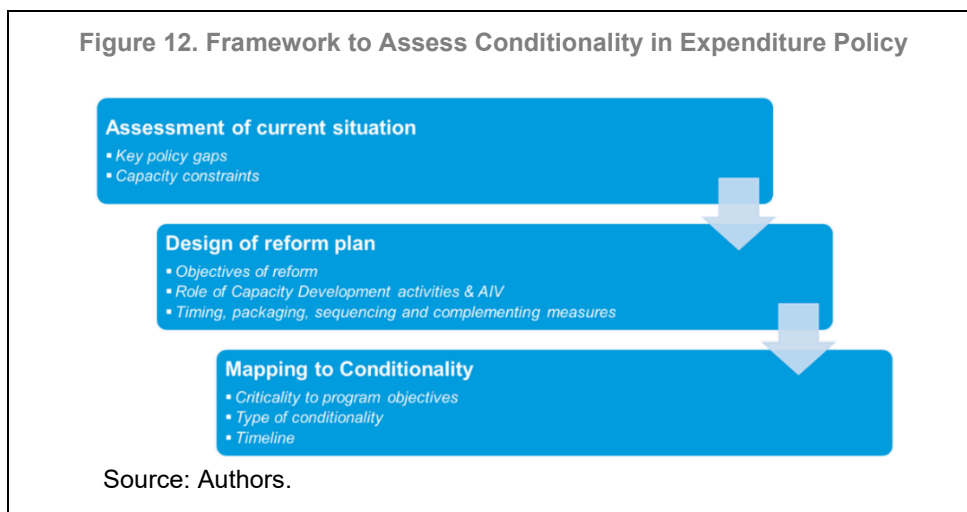 Figure 12. Framework to Assess Conditionality in Expenditure Policy
Assessment of current situation
▪ Key policy gaps
▪ Capacity constraints
Design of reform plan
▪ Objectives of reform
▪ Role of Capacity Development activities & AIV
▪ Timing, packaging, sequencing and complementing measures
Mapping to Conditionality
▪ Criticality to program objectives
▪ Type of conditionality
▪ Timeline
Source: Authors.